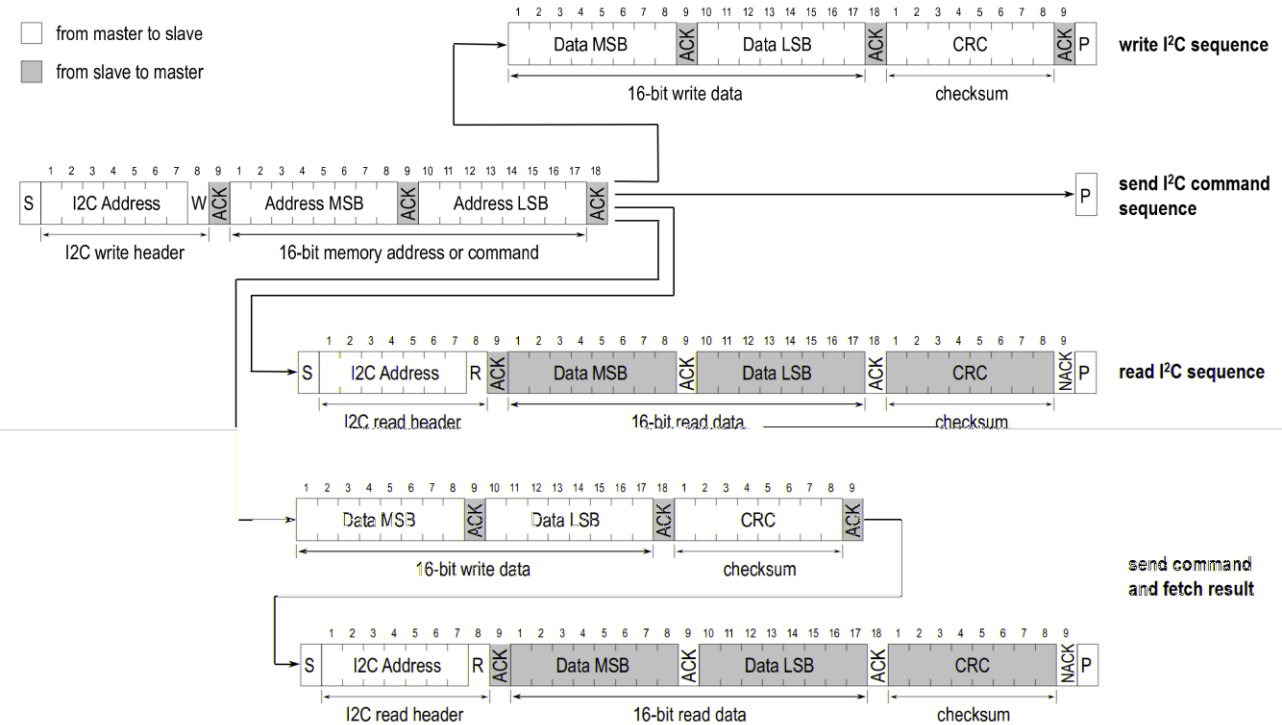 from master to slave
from slave to master
1 2 3 4 5 6 7 8 9 10 11 12 13 14 15 16 17 18 1 2 3 4 5 6 7 8 9
Data MSB ACK Data LSB ACK CRC ACK P
16-bit write data checksum
write I²C sequence
1 2 3 4 5 6 7 8 9 1 2 3 4 5 6 7 8 9 10 11 12 13 14 15 16 17 18
S I2C Address W ACK Address MSB ACK Address LSB ACK
I2C write header 16-bit memory address or command
P
send I²C command
sequence
1 2 3 4 5 6 7 8 9 1 2 3 4 5 6 7 8 9 10 11 12 13 14 15 16 17 18 1 2 3 4 5 6 7 8 9
S I2C Address R ACK Data MSB ACK Data LSB ACK CRC NACK P
I2C read header 16-bit read data checksum
read I²C sequence
1 2 3 4 5 6 7 8 9 10 11 12 13 14 15 16 17 18 1 2 3 4 5 6 7 8 9
Data MSB ACK Data LSB ACK CRC ACK
16-bit write data checksum
send command
and fetch result
1 2 3 4 5 6 7 8 9 1 2 3 4 5 6 7 8 9 10 11 12 13 14 15 16 17 18 1 2 3 4 5 6 7 8 9
S I2C Address R ACK Data MSB ACK Data LSB ACK CRC NACK P
I2C read header 16-bit read data checksum